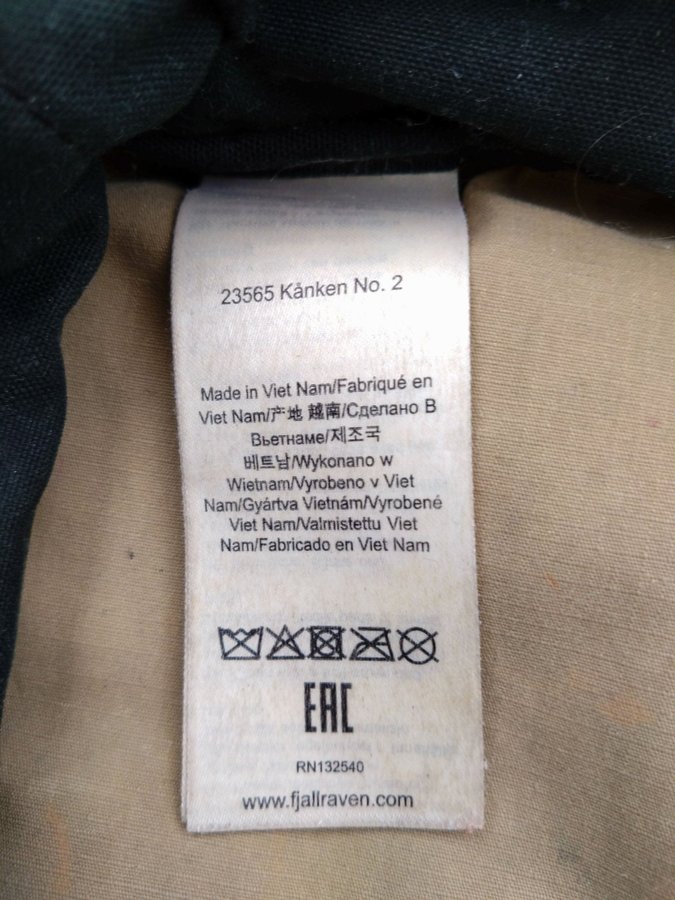 23565 Kånken No. 2
Made in Viet Nam/Fabriqué en
Viet Nam/产地 越南/Сделано В
Вьетнаме/제조국
베트남/Wykonano w
Wietnam/Vyrobeno v Viet
Nam/Gyártva Vietnám/Vyrobené
Viet Nam/Valmistettu Viet
Nam/Fabricado en Viet Nam
EAC
RN132540
www.fjallraven.com